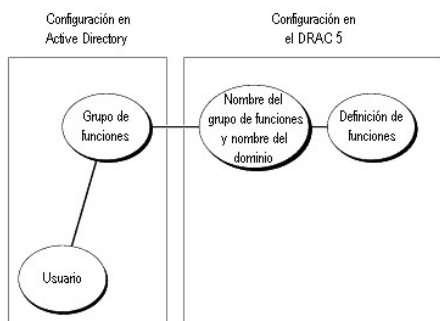 Configuración en
Active Directory
Configuración en
el DRAC 5
Grupo de
funciones
Nombre del
grupo de funciones
y nombre del
dominio
Definición de
funciones
Usuario